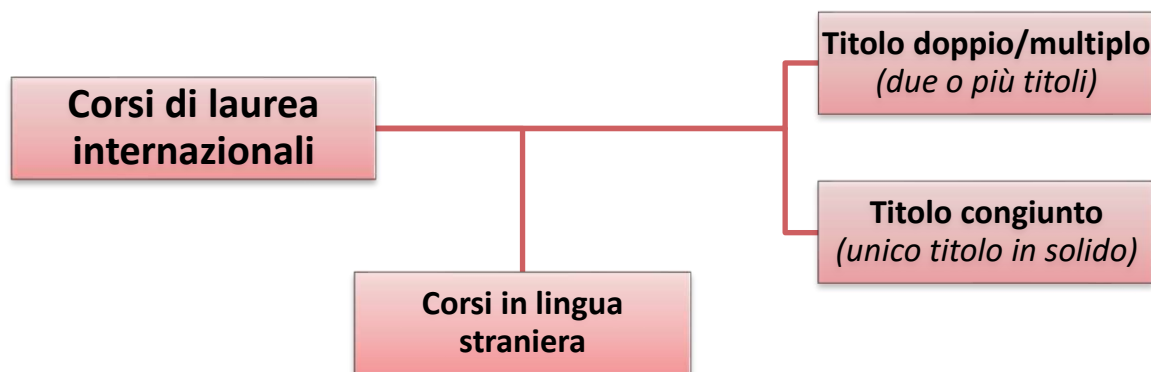 Corsi di laurea
internazionali
Titolo doppio/multiplo
(due o più titoli)
Titolo congiunto
(unico titolo in solido)
Corsi in lingua
straniera